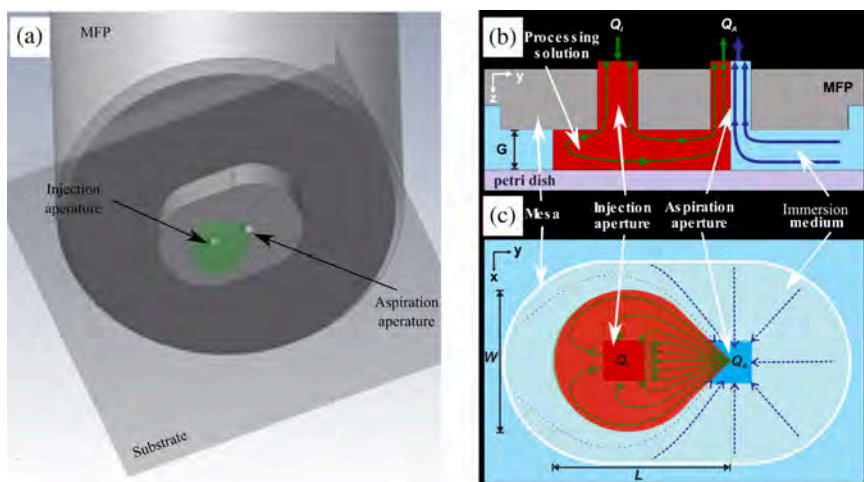 (a)
MFP
Injection
aperature
Aspiration
aperature
Substrate
(b)
Processing
solution
Q_I
Q_A
y
z
MFP
G
petri dish
(c)
Mesa
Injection
aperture
Aspiration
aperture
Immersion
medium
y
x
W
Q_I
Q_A
L